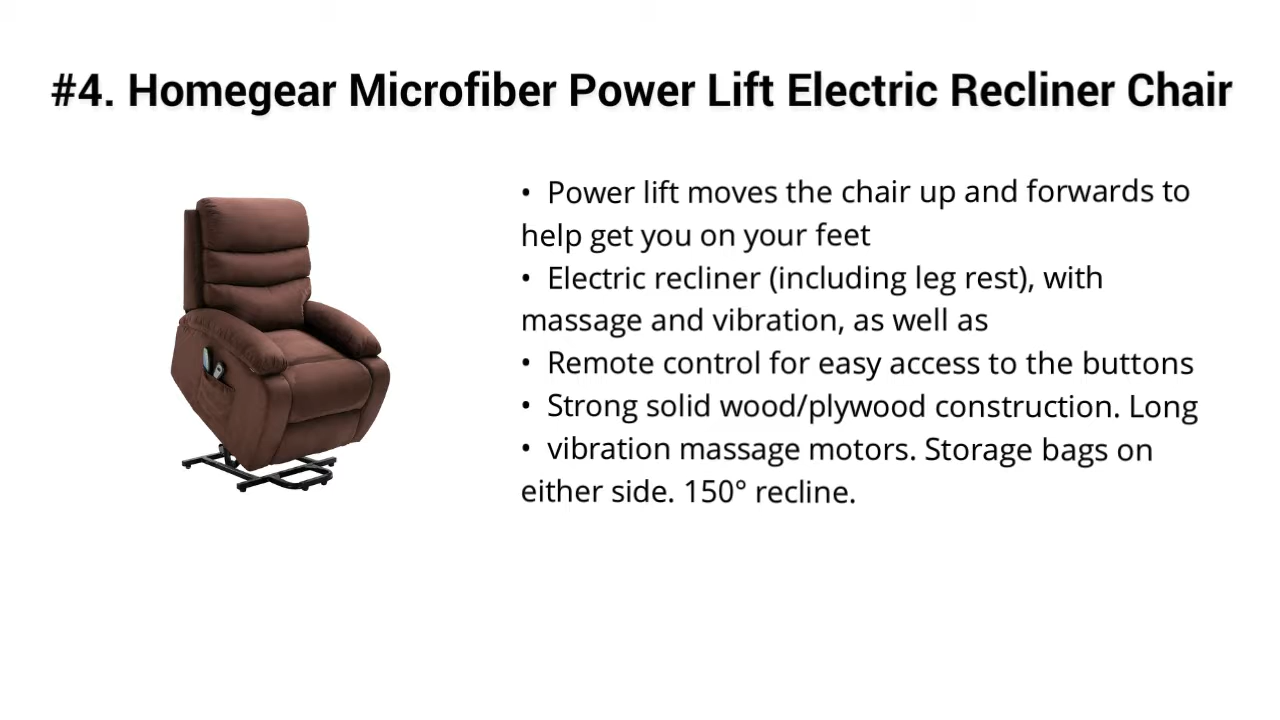 #4. Homegear Microfiber Power Lift Electric Recliner Chair
• Power lift moves the chair up and forwards to
help get you on your feet
• Electric recliner (including leg rest), with
massage and vibration, as well as
• Remote control for easy access to the buttons
• Strong solid wood/plywood construction. Long
• vibration massage motors. Storage bags on
either side. 150° recline.